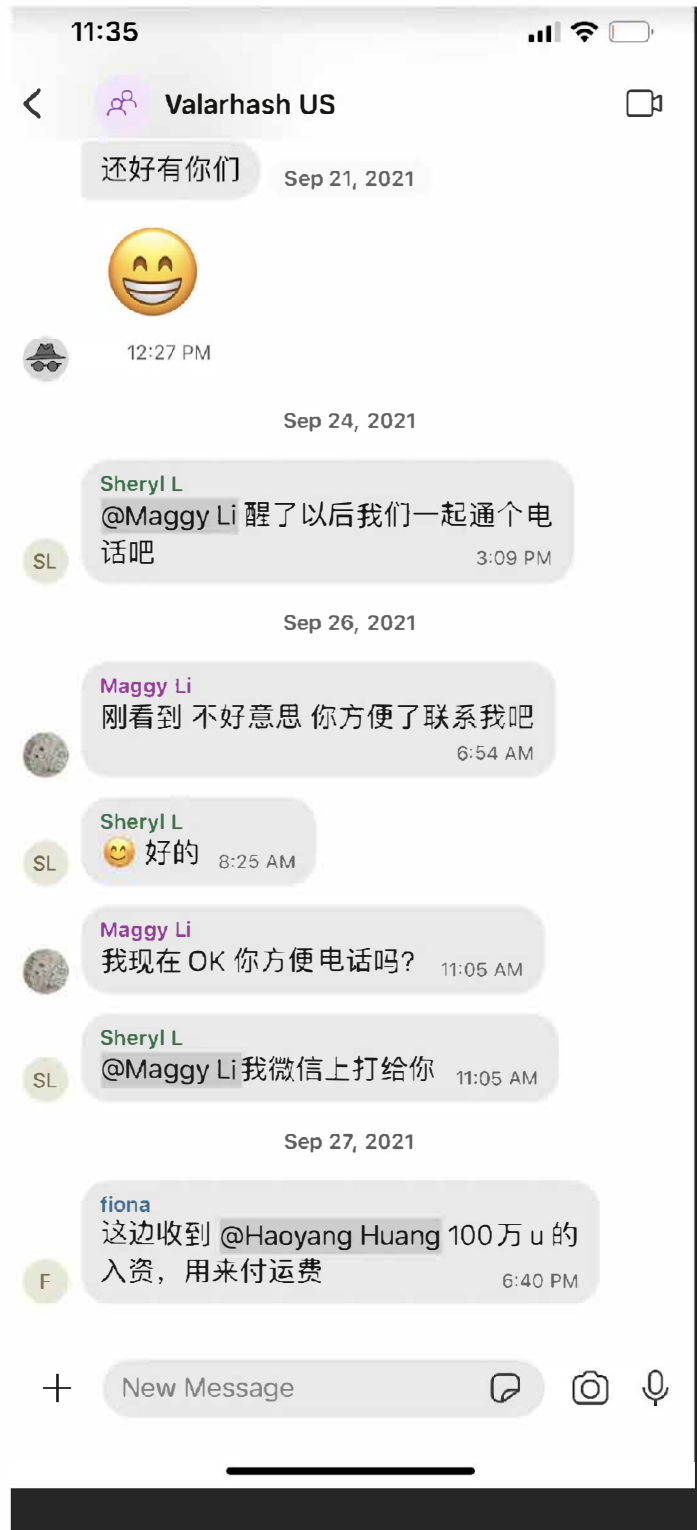 11:35
Valarhash US
还好有你们
Sep 21, 2021
12:27 PM
Sep 24, 2021
Sheryl L
@Maggy Li 醒了以后我们一起通个电
话吧
3:09 PM
SL
Sep 26, 2021
Maggy Li
刚看到 不好意思 你方便了联系我吧
6:54 AM
Sheryl L
😊 好的 8:25 AM
SL
Maggy Li
我现在 OK 你方便电话吗? 11:05 AM
Sheryl L
@Maggy Li 我微信上打给你 11:05 AM
SL
Sep 27, 2021
fiona
这边收到 @Haoyang Huang 100万 u 的
入资，用来付运费
6:40 PM
F
New Message